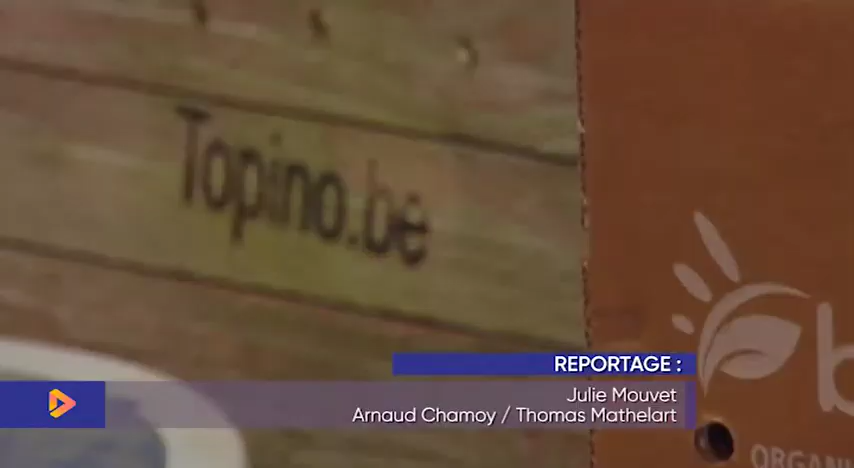 Topino.be
REPORTAGE :
Julie Mouvet
Arnaud Chamoy / Thomas Mathelart